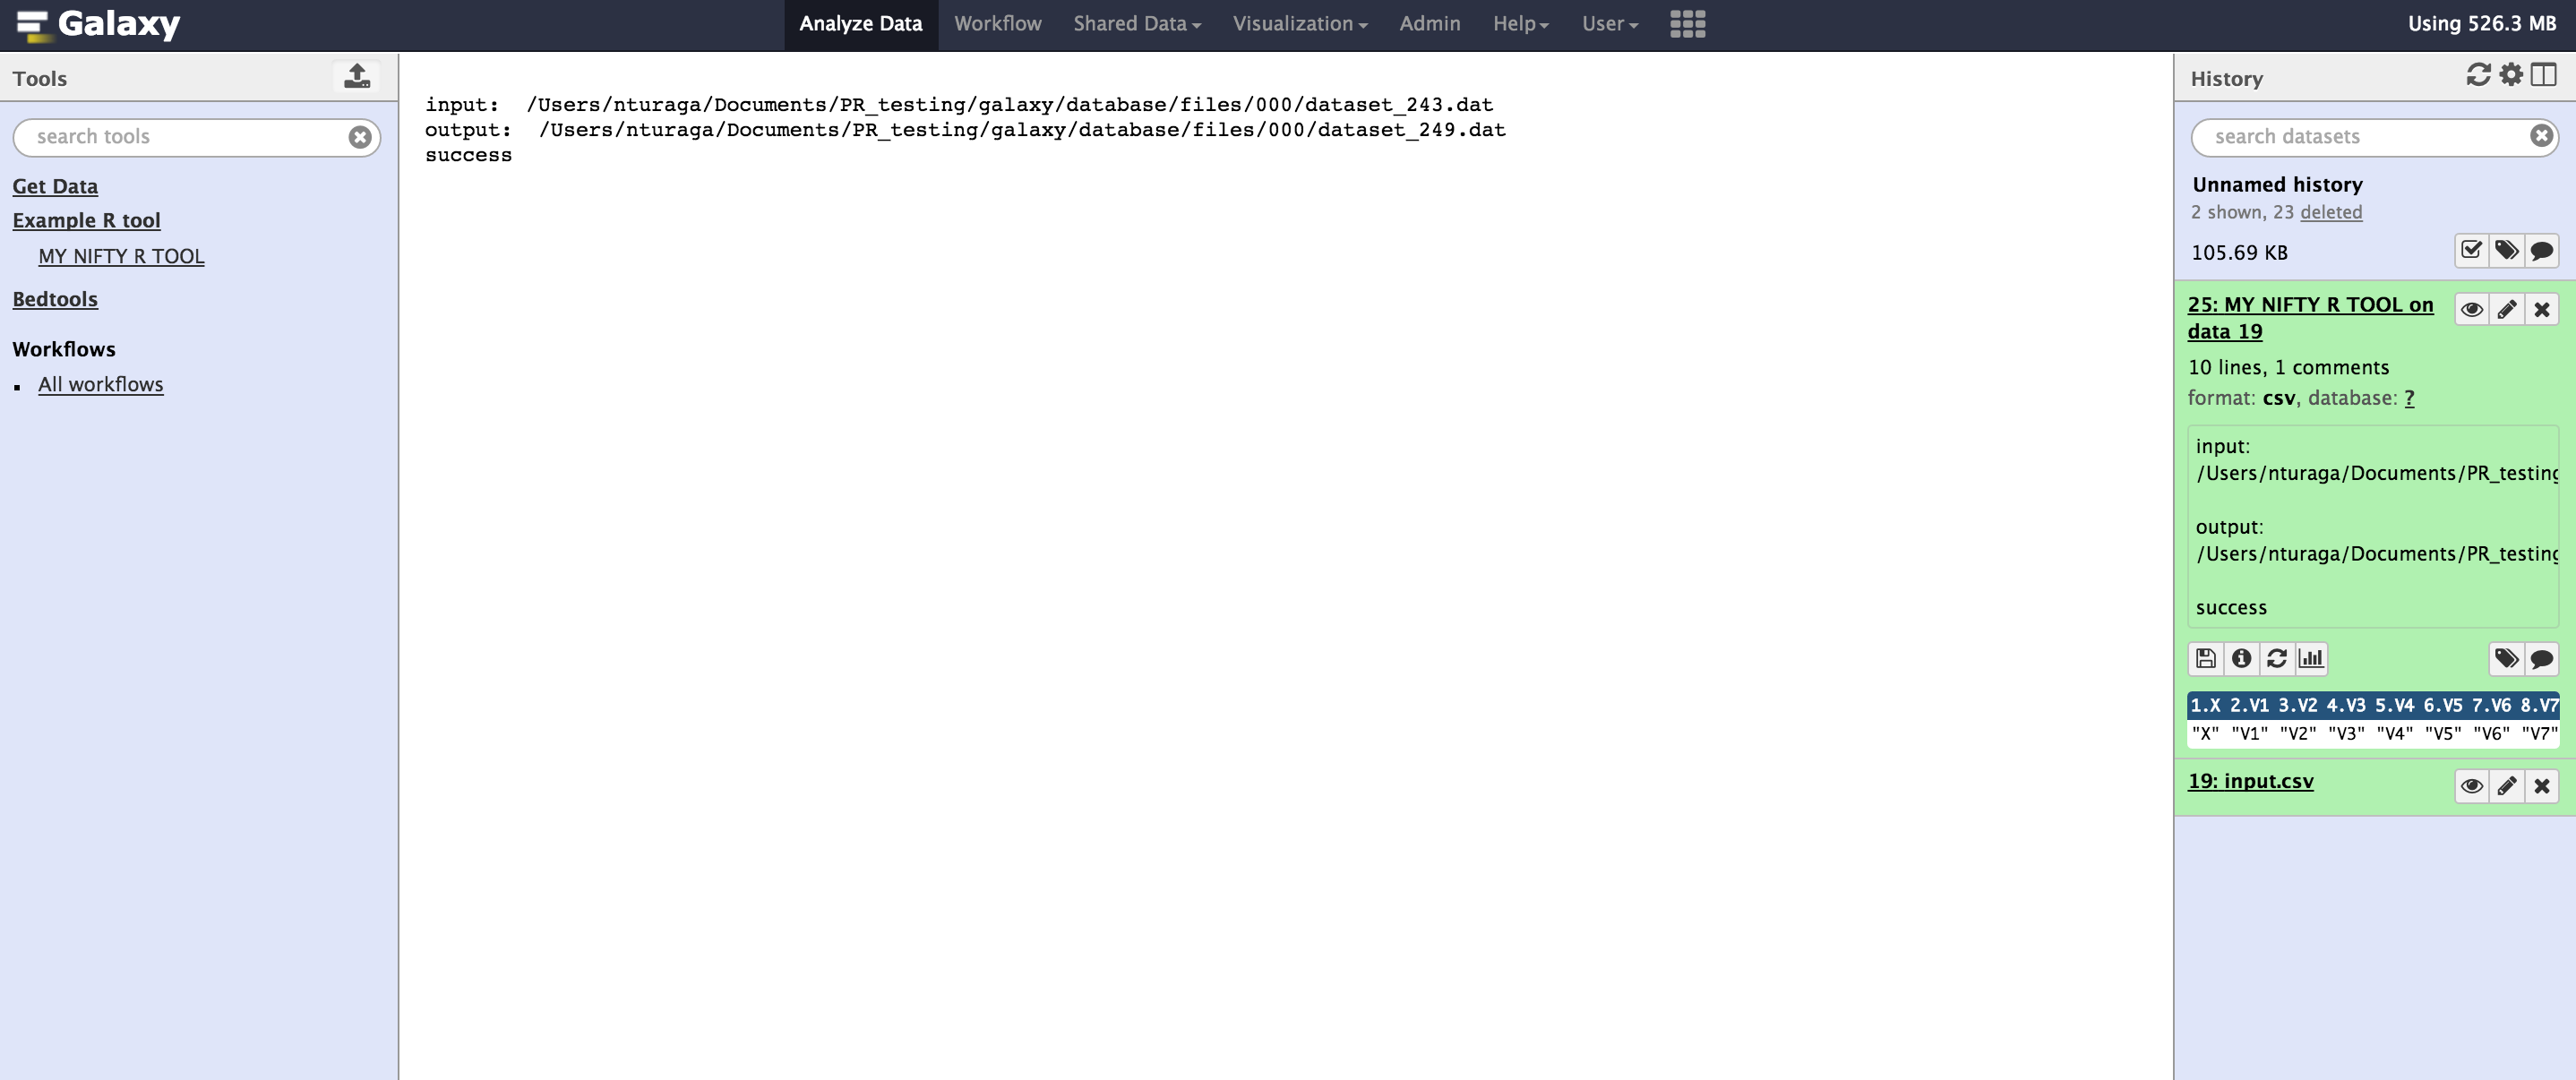 Galaxy
Analyze Data Workflow Shared Data Visualization Admin Help User
Using 526.3 MB
Tools
search tools
Get Data
Example R tool
MY NIFTY R TOOL
Bedtools
Workflows
All workflows
input: /Users/nturaga/Documents/PR_testing/galaxy/database/files/000/dataset_243.dat
output: /Users/nturaga/Documents/PR_testing/galaxy/database/files/000/dataset_249.dat
success
History
search datasets
Unnamed history
2 shown, 23 deleted
105.69 KB
25: MY NIFTY R TOOL on
data 19
10 lines, 1 comments
format: csv, database: ?
input:
/Users/nturaga/Documents/PR_testing
output:
/Users/nturaga/Documents/PR_testing
success
1.X 2.V1 3.V2 4.V3 5.V4 6.V5 7.V6 8.V7
"X" "V1" "V2" "V3" "V4" "V5" "V6" "V7"
19: input.csv